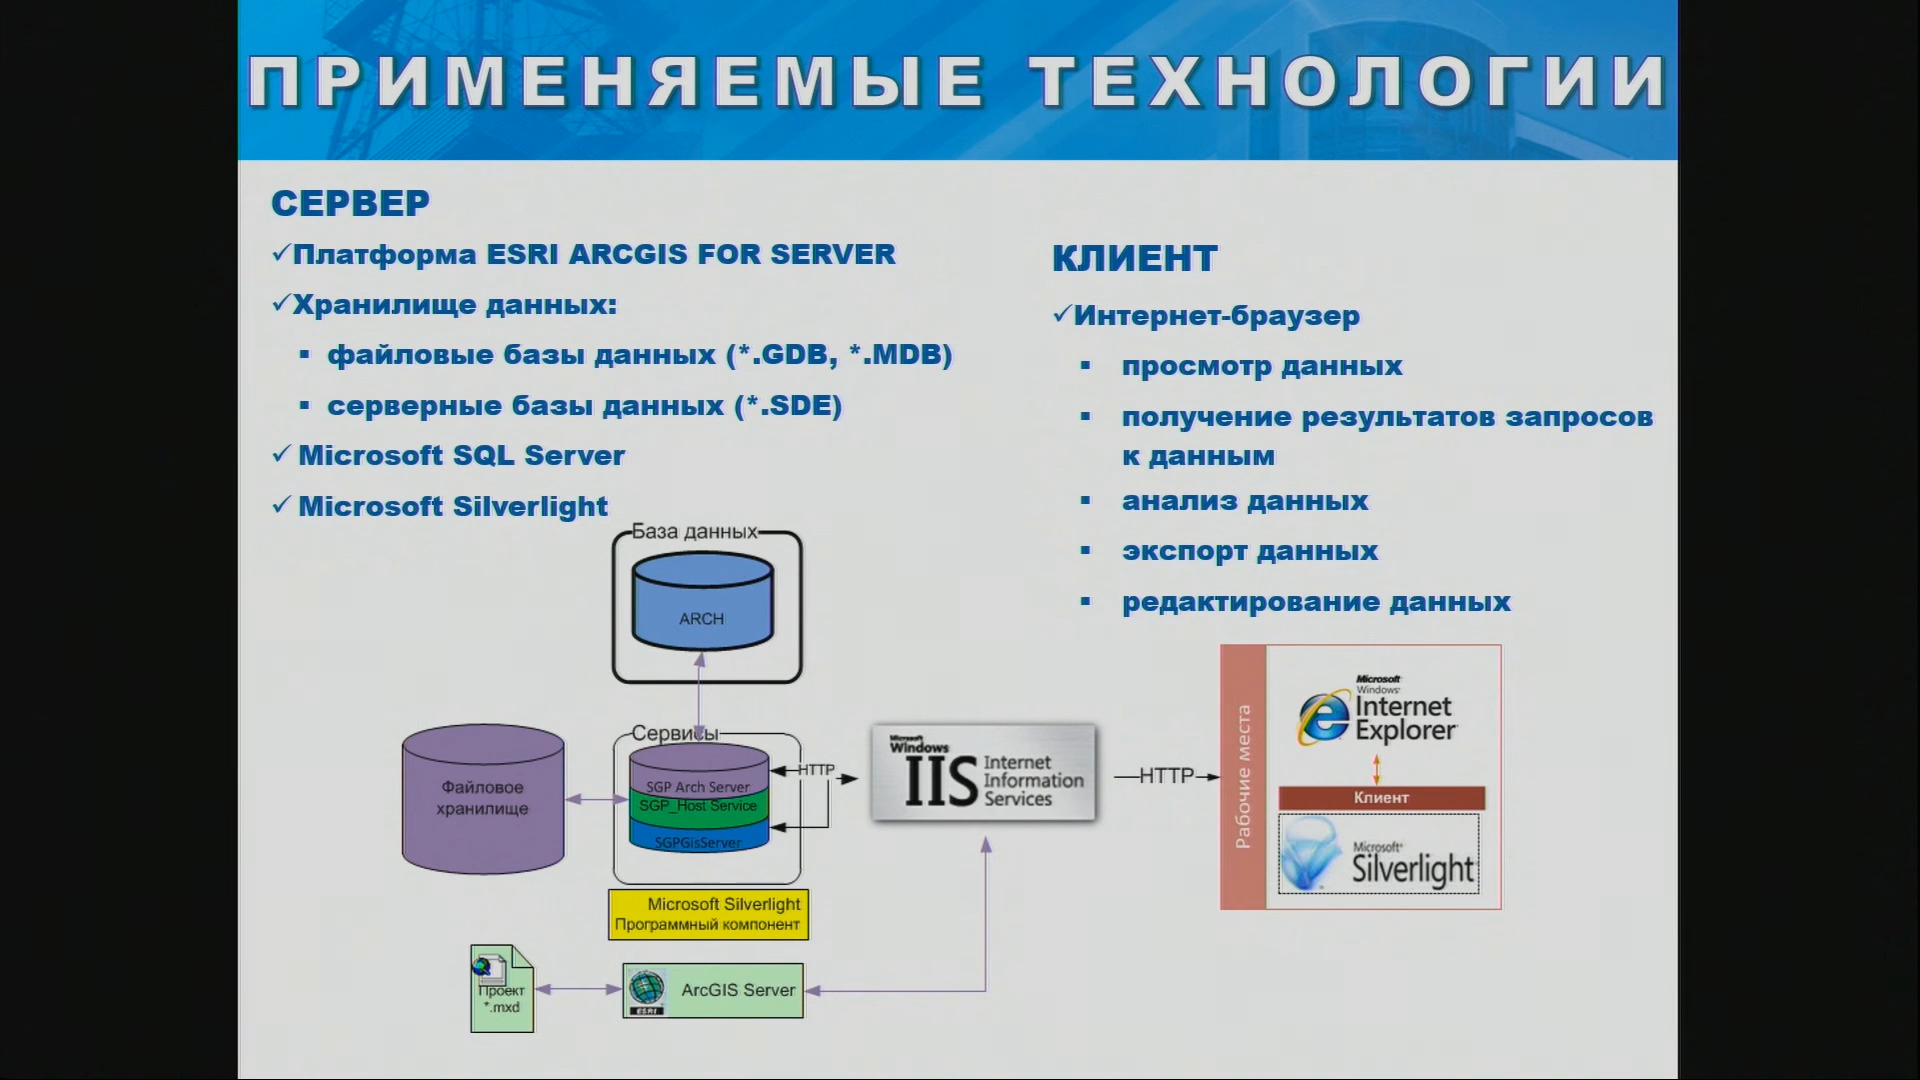 ПРИМЕНЯЕМЫЕ ТЕХНОЛОГИИ
СЕРВЕР
Платформа ESRI ARCGIS FOR SERVER
Хранилище данных:
файловые базы данных (*.GDB, *.MDB)
серверные базы данных (*.SDE)
Microsoft SQL Server
Microsoft Silverlight
КЛИЕНТ
Интернет-браузер
просмотр данных
получение результатов запросов
к данным
анализ данных
экспорт данных
редактирование данных
База данных
ARCH
Сервисы
SGP Arch Server
SGP_Host Service
SGPGisServer
Файловое
хранилище
HTTP
Microsoft
Windows
IIS
Internet
Information
Services
HTTP
Рабочие места
Microsoft
Windows
Internet
Explorer
Клиент
Microsoft
Silverlight
Microsoft Silverlight
Программный компонент
Проект
*.mxd
ESRI
ArcGIS Server